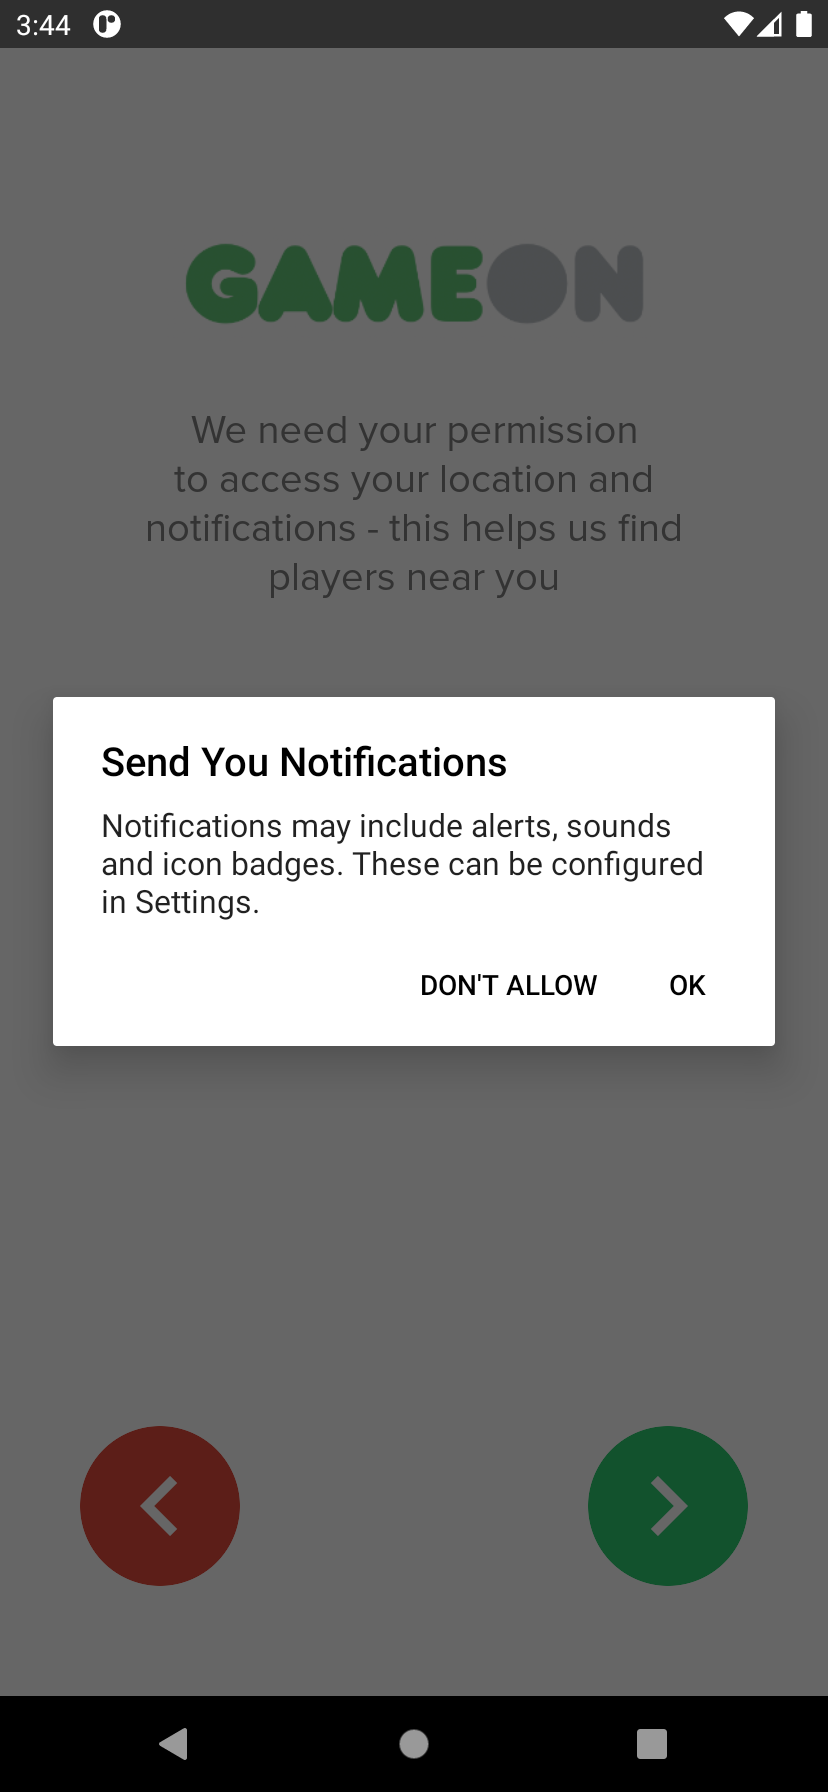 3:44
GAMEON
We need your permission
to access your location and
notifications - this helps us find
players near you
Send You Notifications
Notifications may include alerts, sounds
and icon badges. These can be configured
in Settings.
DON'T ALLOW OK